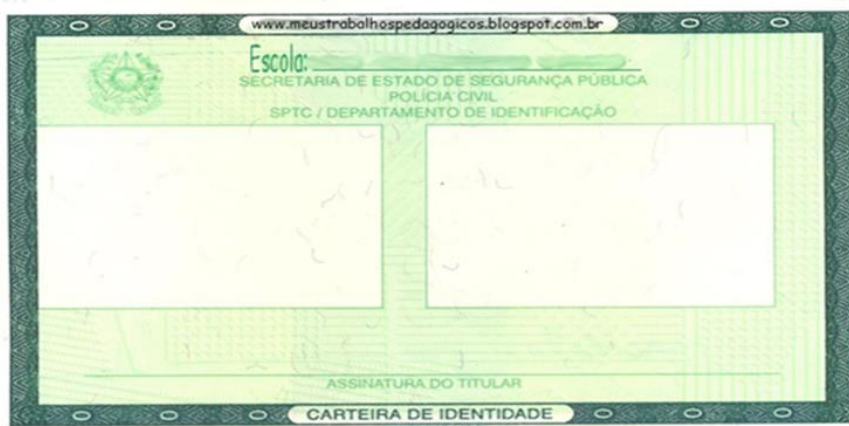 www.meustrabalhospedagogicos.blogspot.com.br
Escola:
SECRETARIA DE ESTADO DE SEGURANÇA PÚBLICA
POLÍCIA CIVIL
SPTC / DEPARTAMENTO DE IDENTIFICAÇÃO
ASSINATURA DO TITULAR
CARTEIRA DE IDENTIDADE